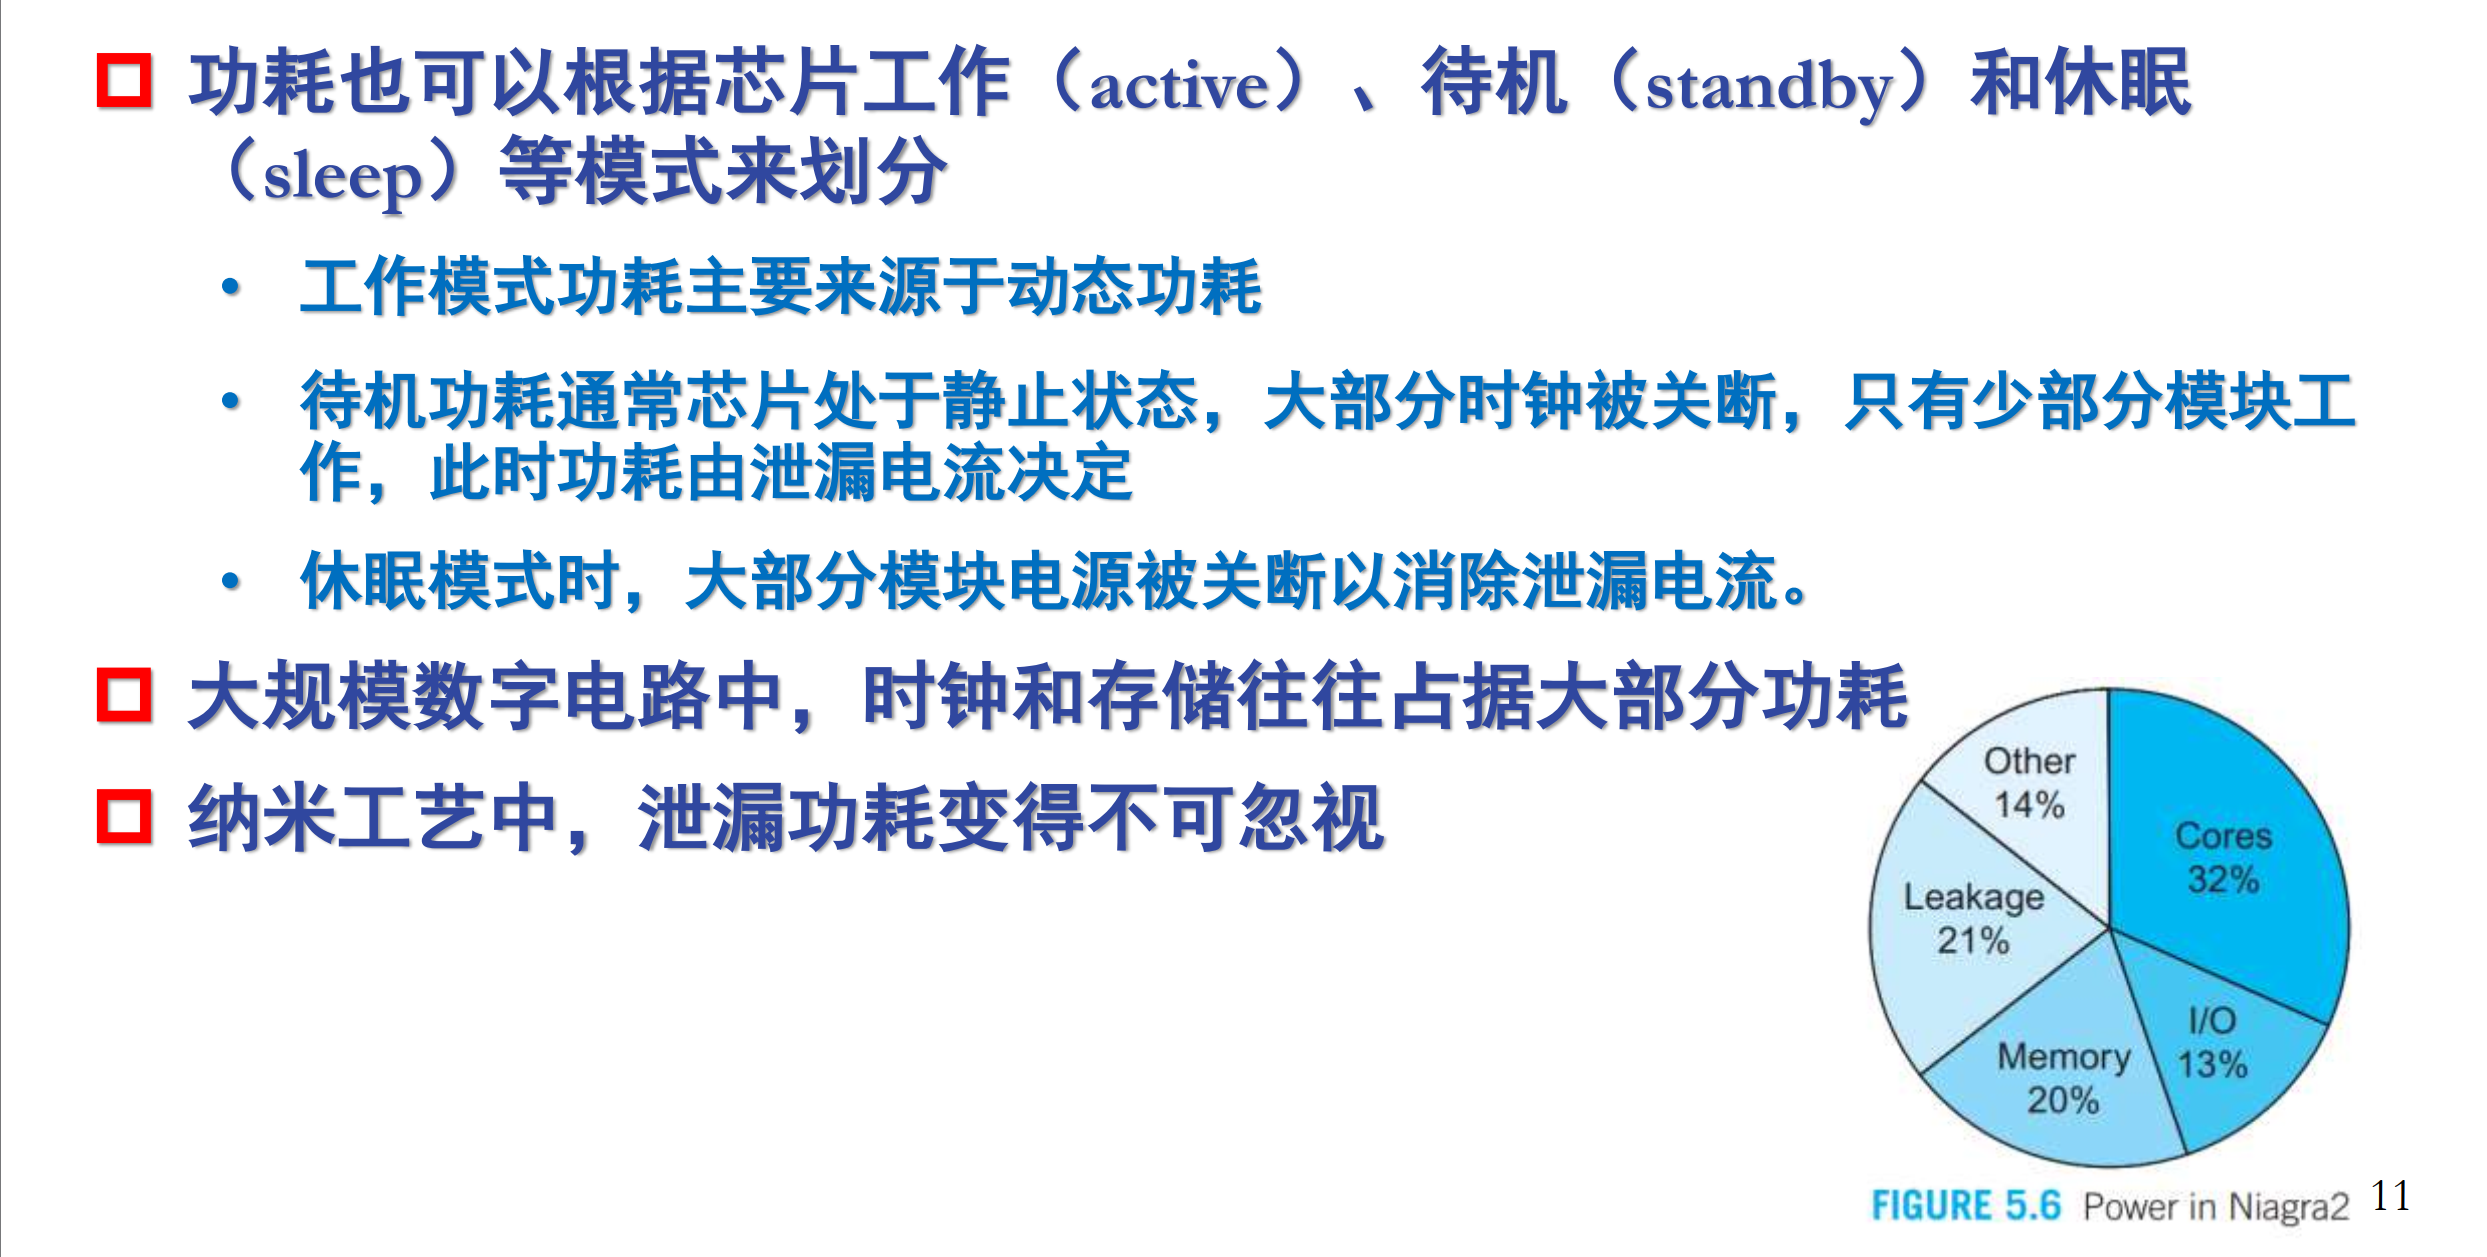 功耗也可以根据芯片工作（active）、待机（standby）和休眠
（sleep）等模式来划分
• 工作模式功耗主要来源于动态功耗
• 待机功耗通常芯片处于静止状态，大部分时钟被关断，只有少部分模块工
作，此时功耗由泄漏电流决定
• 休眠模式时，大部分模块电源被关断以消除泄漏电流。
大规模数字电路中，时钟和存储往往占据大部分功耗
纳米工艺中，泄漏功耗变得不可忽视
Other
14%
Cores
32%
Leakage
21%
I/O
13%
Memory
20%
FIGURE 5.6 Power in Niagra2
11